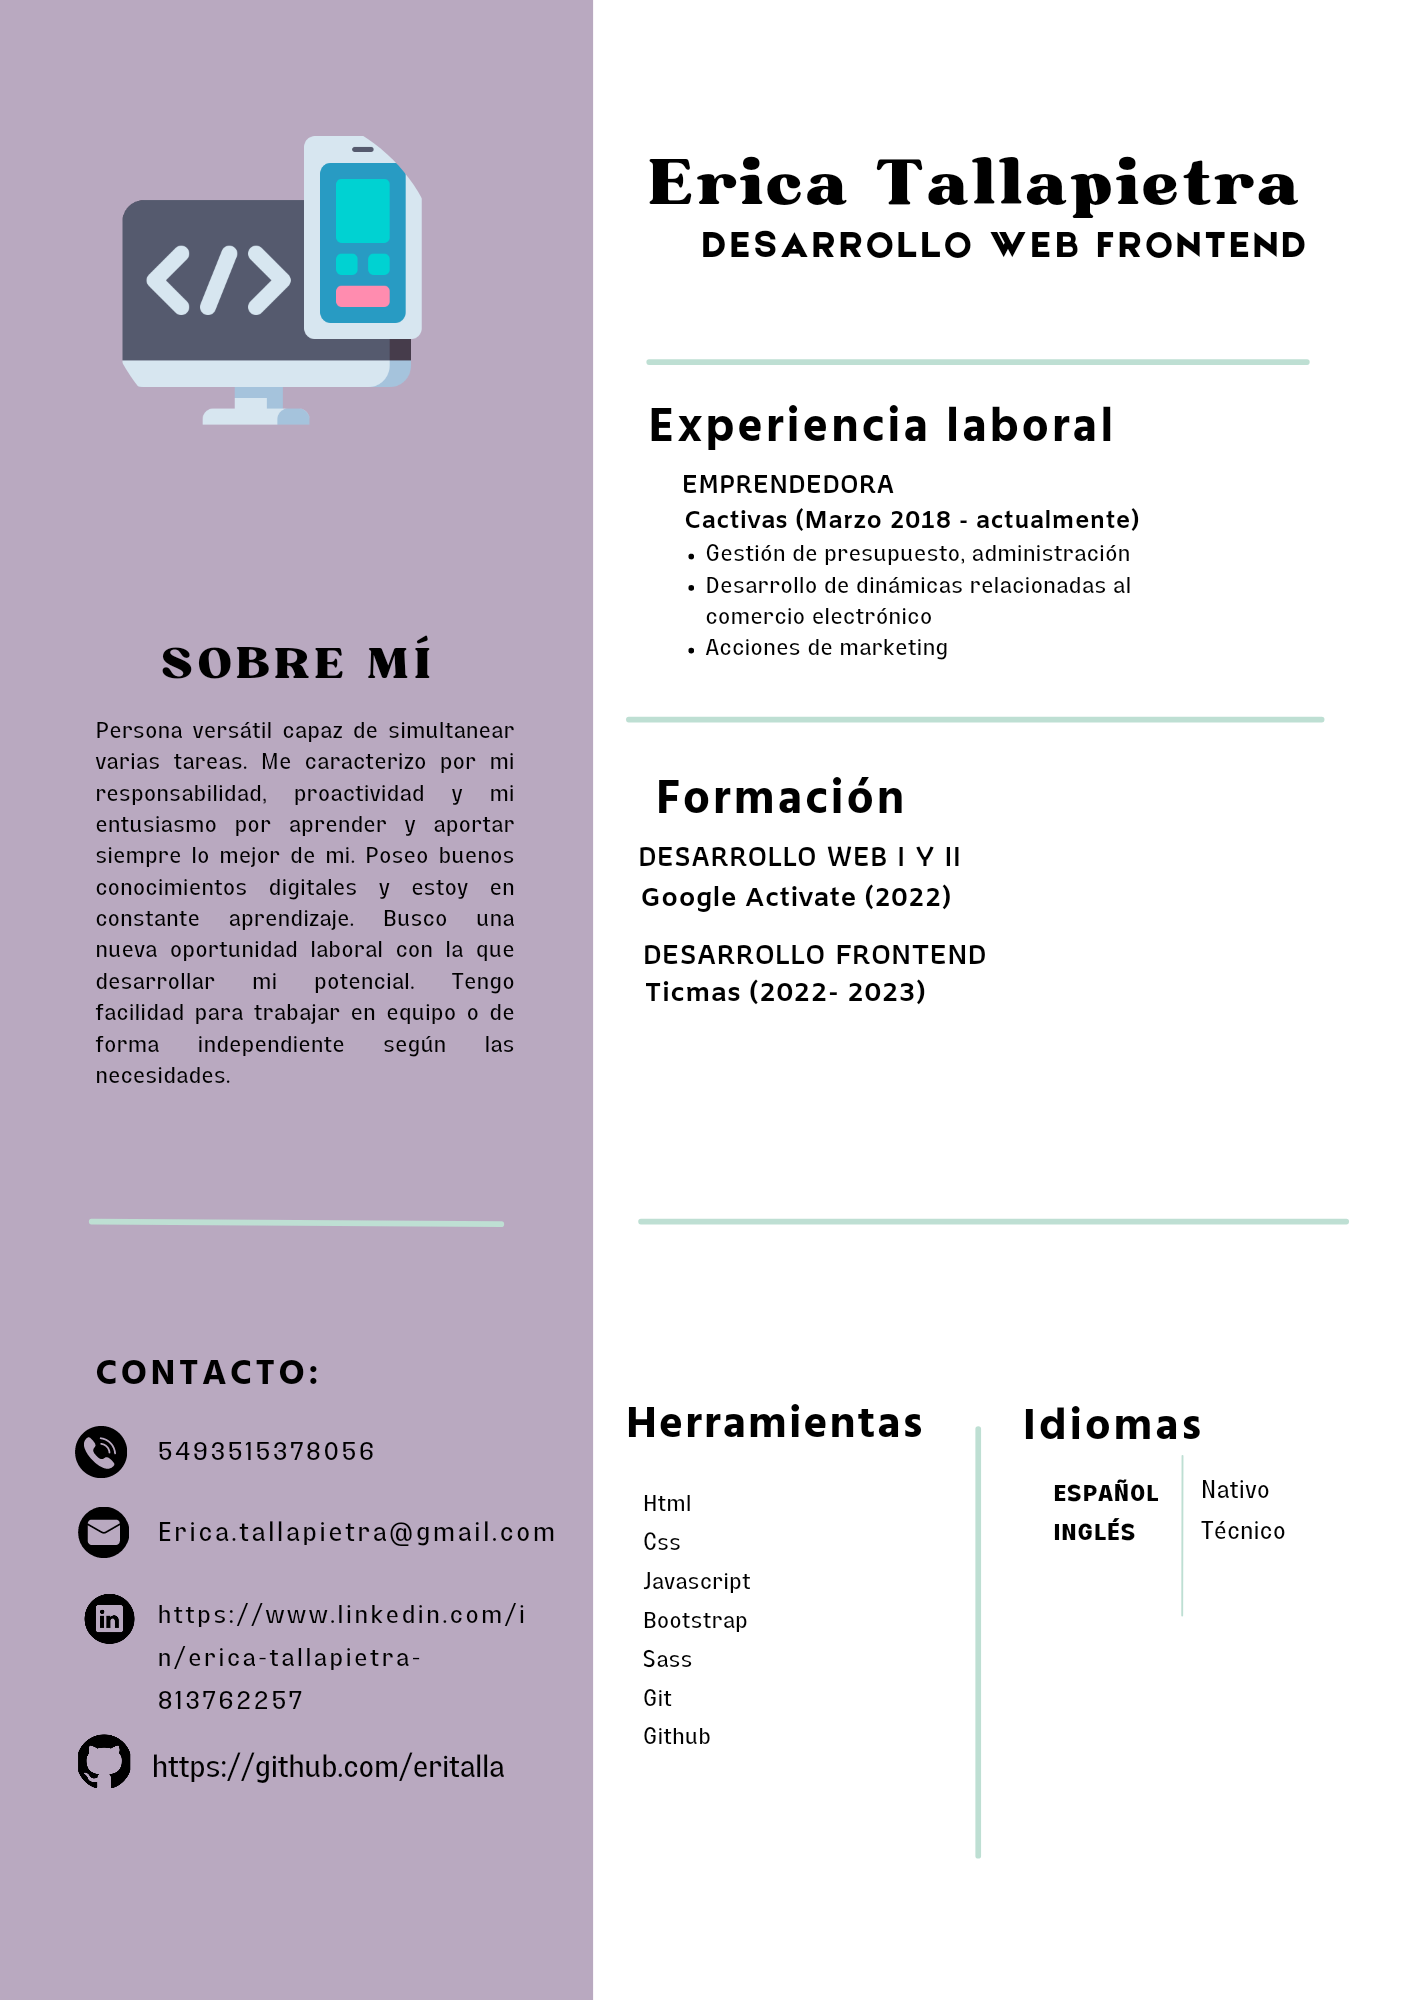 </>
Erica Tallapietra
DESARROLLO WEB FRONTEND
Experiencia laboral
EMPRENDEDORA
Cactivas (Marzo 2018 - actualmente)
• Gestión de presupuesto, administración
• Desarrollo de dinámicas relacionadas al
comercio electrónico
• Acciones de marketing
Formación
DESARROLLO WEB I Y II
Google Activate (2022)
DESARROLLO FRONTEND
Ticmas (2022- 2023)
SOBRE MÍ
Persona versátil capaz de simultanear
varias tareas. Me caracterizo por mi
responsabilidad, proactividad y mi
entusiasmo por aprender y aportar
siempre lo mejor de mi. Poseo buenos
conocimientos digitales y estoy en
constante aprendizaje. Busco una
nueva oportunidad laboral con la que
desarrollar mi potencial. Tengo
facilidad para trabajar en equipo o de
forma independiente según las
necesidades.
CONTACTO:
5493515378056
Erica.tallapietra@gmail.com
in
https://www.linkedin.com/i
n/erica-tallapietra-
813762257
https://github.com/eritalla
Herramientas
Html
Css
Javascript
Bootstrap
Sass
Git
Github
Idiomas
ESPAÑOL Nativo
INGLÉS Técnico